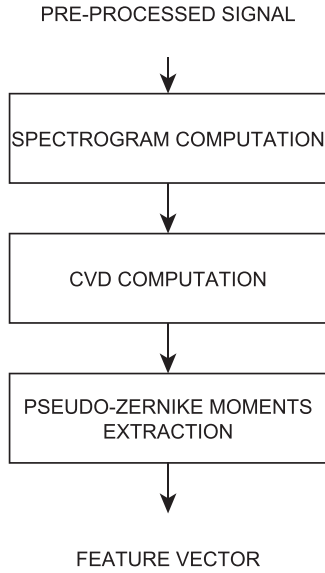 PRE-PROCESSED SIGNAL
SPECTROGRAM COMPUTATION
CVD COMPUTATION
PSEUDO-ZERNIKE MOMENTS
EXTRACTION
FEATURE VECTOR